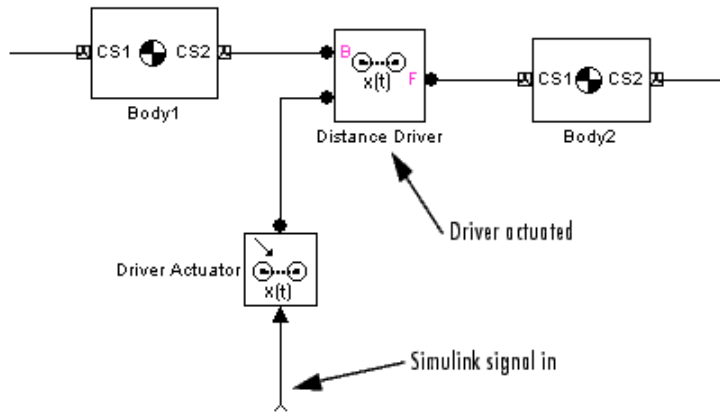 CS1 CS2
Body1
B
x(t)
F
Distance Driver
CS1 CS2
Body2
Driver actuated
Driver Actuator
x(t)
Simulink signal in